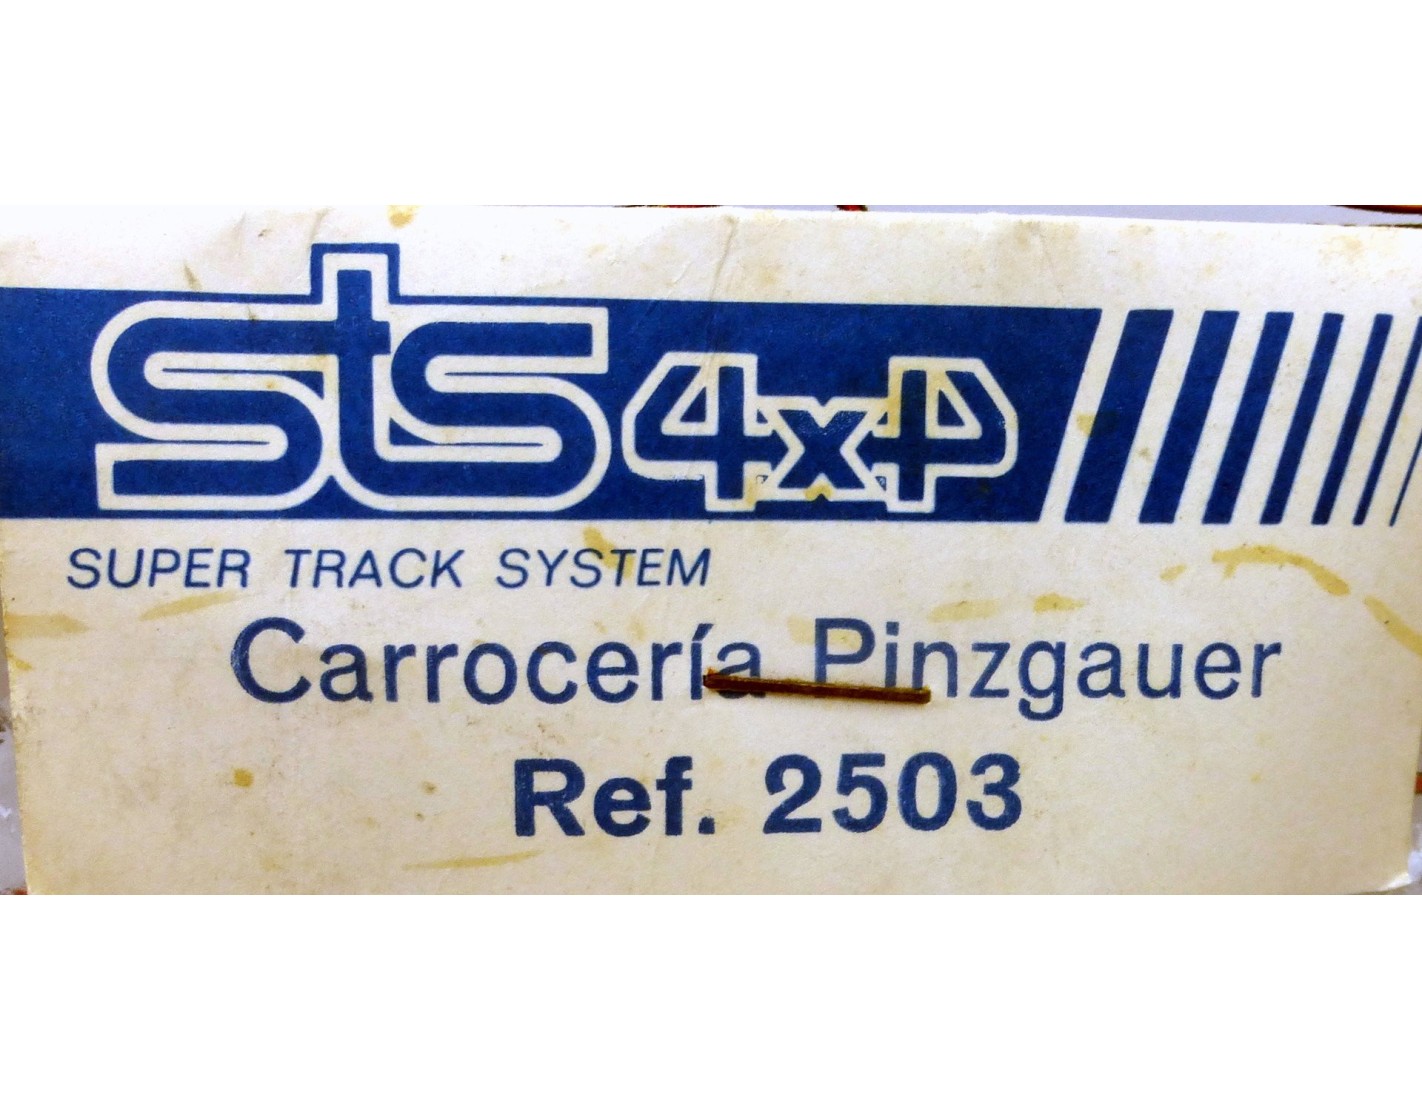 sts 4x4
SUPER TRACK SYSTEM
Carrocería Pinzgauer
Ref. 2503